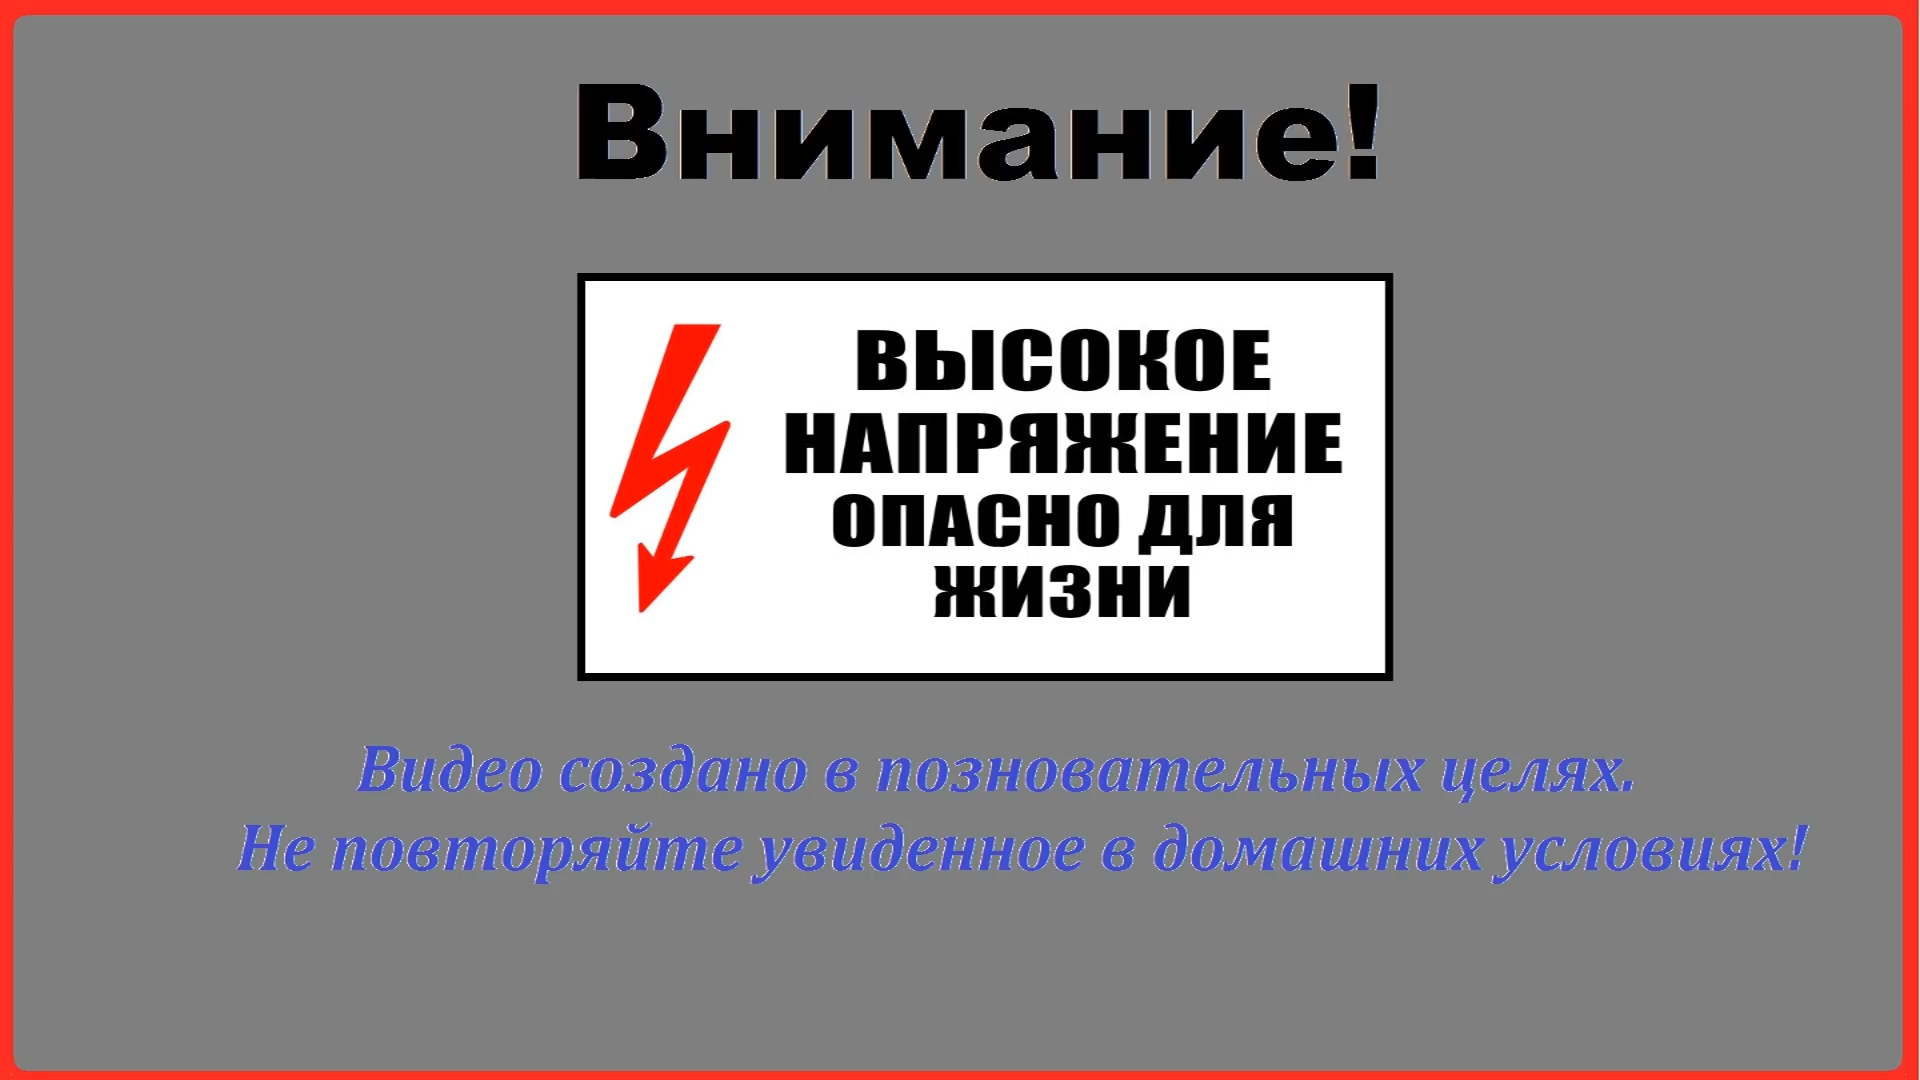 Внимание!
ВЫСОКОЕ
НАПРЯЖЕНИЕ
ОПАСНО ДЛЯ
ЖИЗНИ
Видео создано в позновательных целях.
Не повторяйте увиденное в домашних условиях!